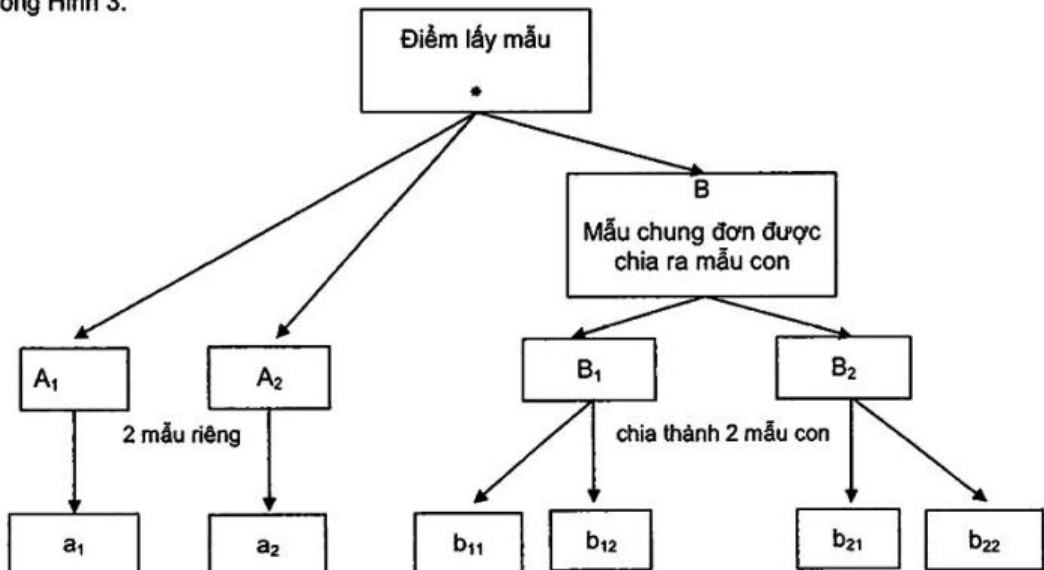 ong Hình 3.
Điểm lấy mẫu
*
B
Mẫu chung đơn được
chia ra mẫu con
A₁
A₂
B₁
B₂
2 mẫu riêng
chia thành 2 mẫu con
a₁
a₂
b₁₁
b₁₂
b₂₁
b₂₂